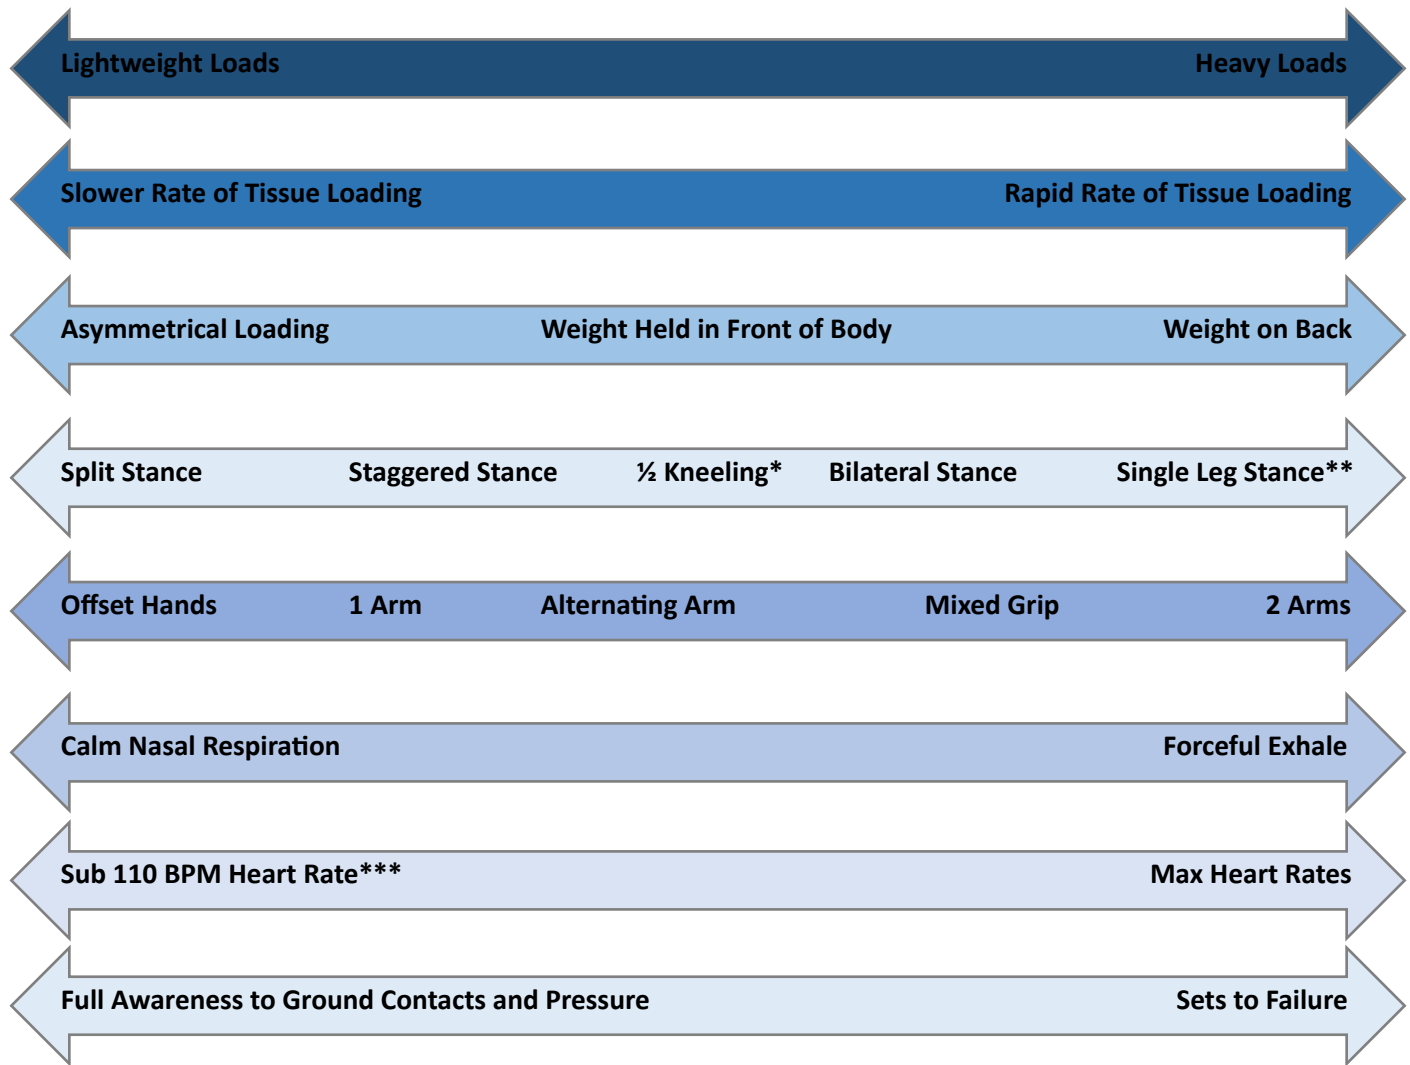 Lightweight Loads Heavy Loads
Slower Rate of Tissue Loading Rapid Rate of Tissue Loading
Asymmetrical Loading Weight Held in Front of Body Weight on Back
Split Stance Staggered Stance ½ Kneeling* Bilateral Stance Single Leg Stance**
Offset Hands 1 Arm Alternating Arm Mixed Grip 2 Arms
Calm Nasal Respiration Forceful Exhale
Sub 110 BPM Heart Rate*** Max Heart Rates
Full Awareness to Ground Contacts and Pressure Sets to Failure